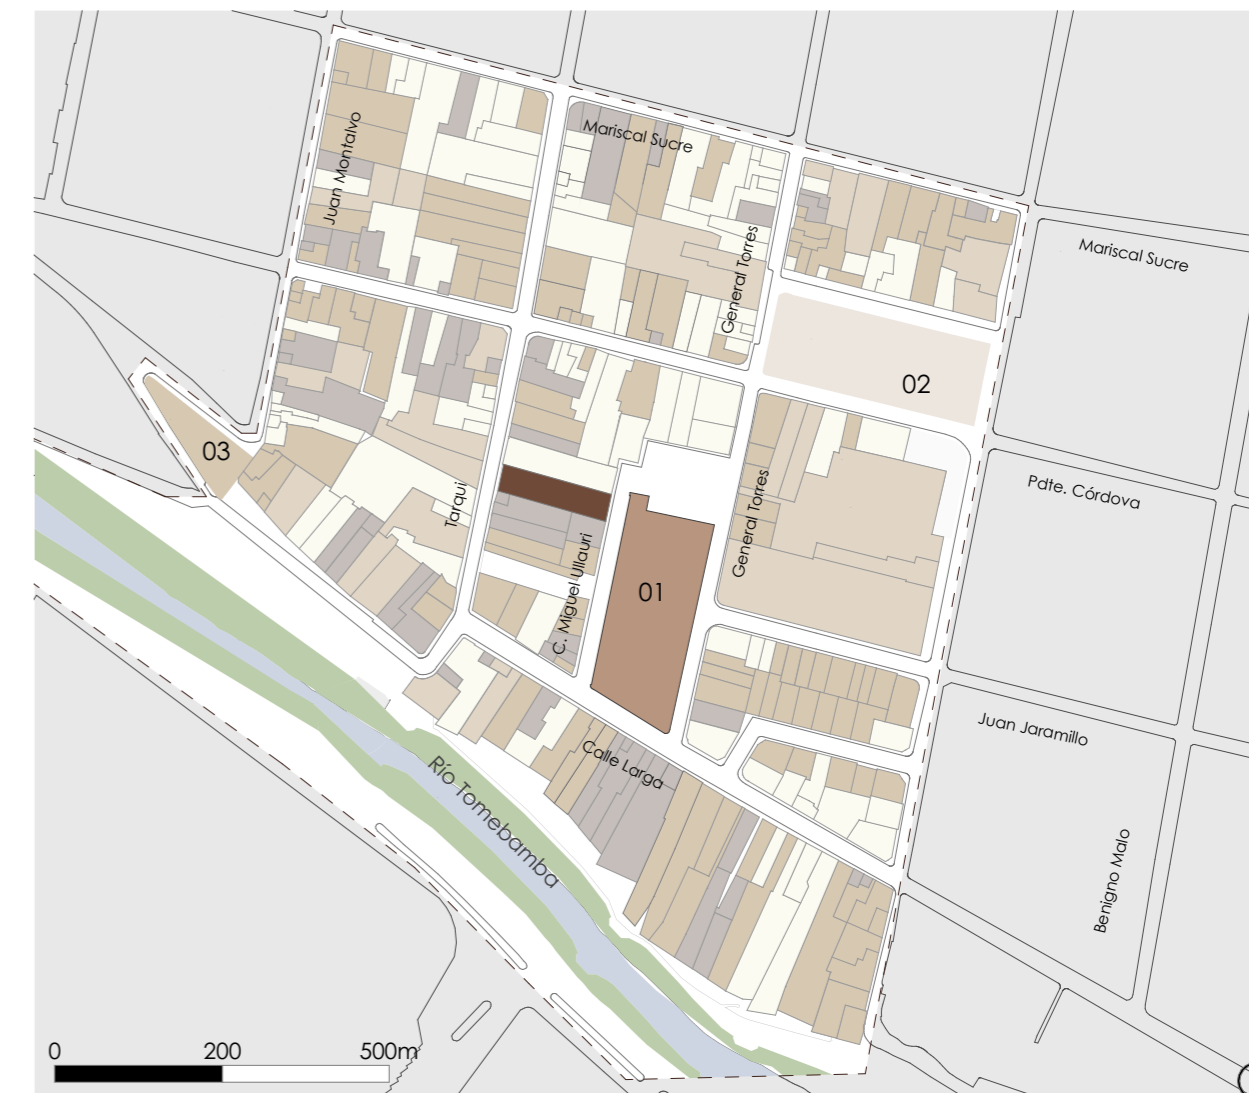 Mariscal Sucre
Juan Montalvo
General Torres
Mariscal Sucre
02
03
Tarqui
Pdte. Córdova
General Torres
C. Miguel Ullauri
01
Juan Jaramillo
Calle Larga
Río Tomebamba
Benigno Malo
0 200 500m